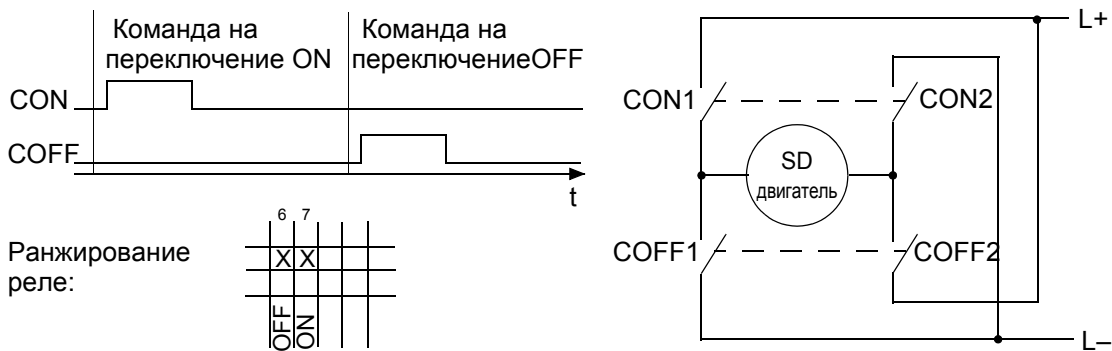 Команда на
переключение ON
Команда на
переключениеOFF
CON
COFF
t
6 7
Ранжирование
реле:
X X
OFF
ON
L+
CON1
CON2
SD
двигатель
COFF1
COFF2
L–